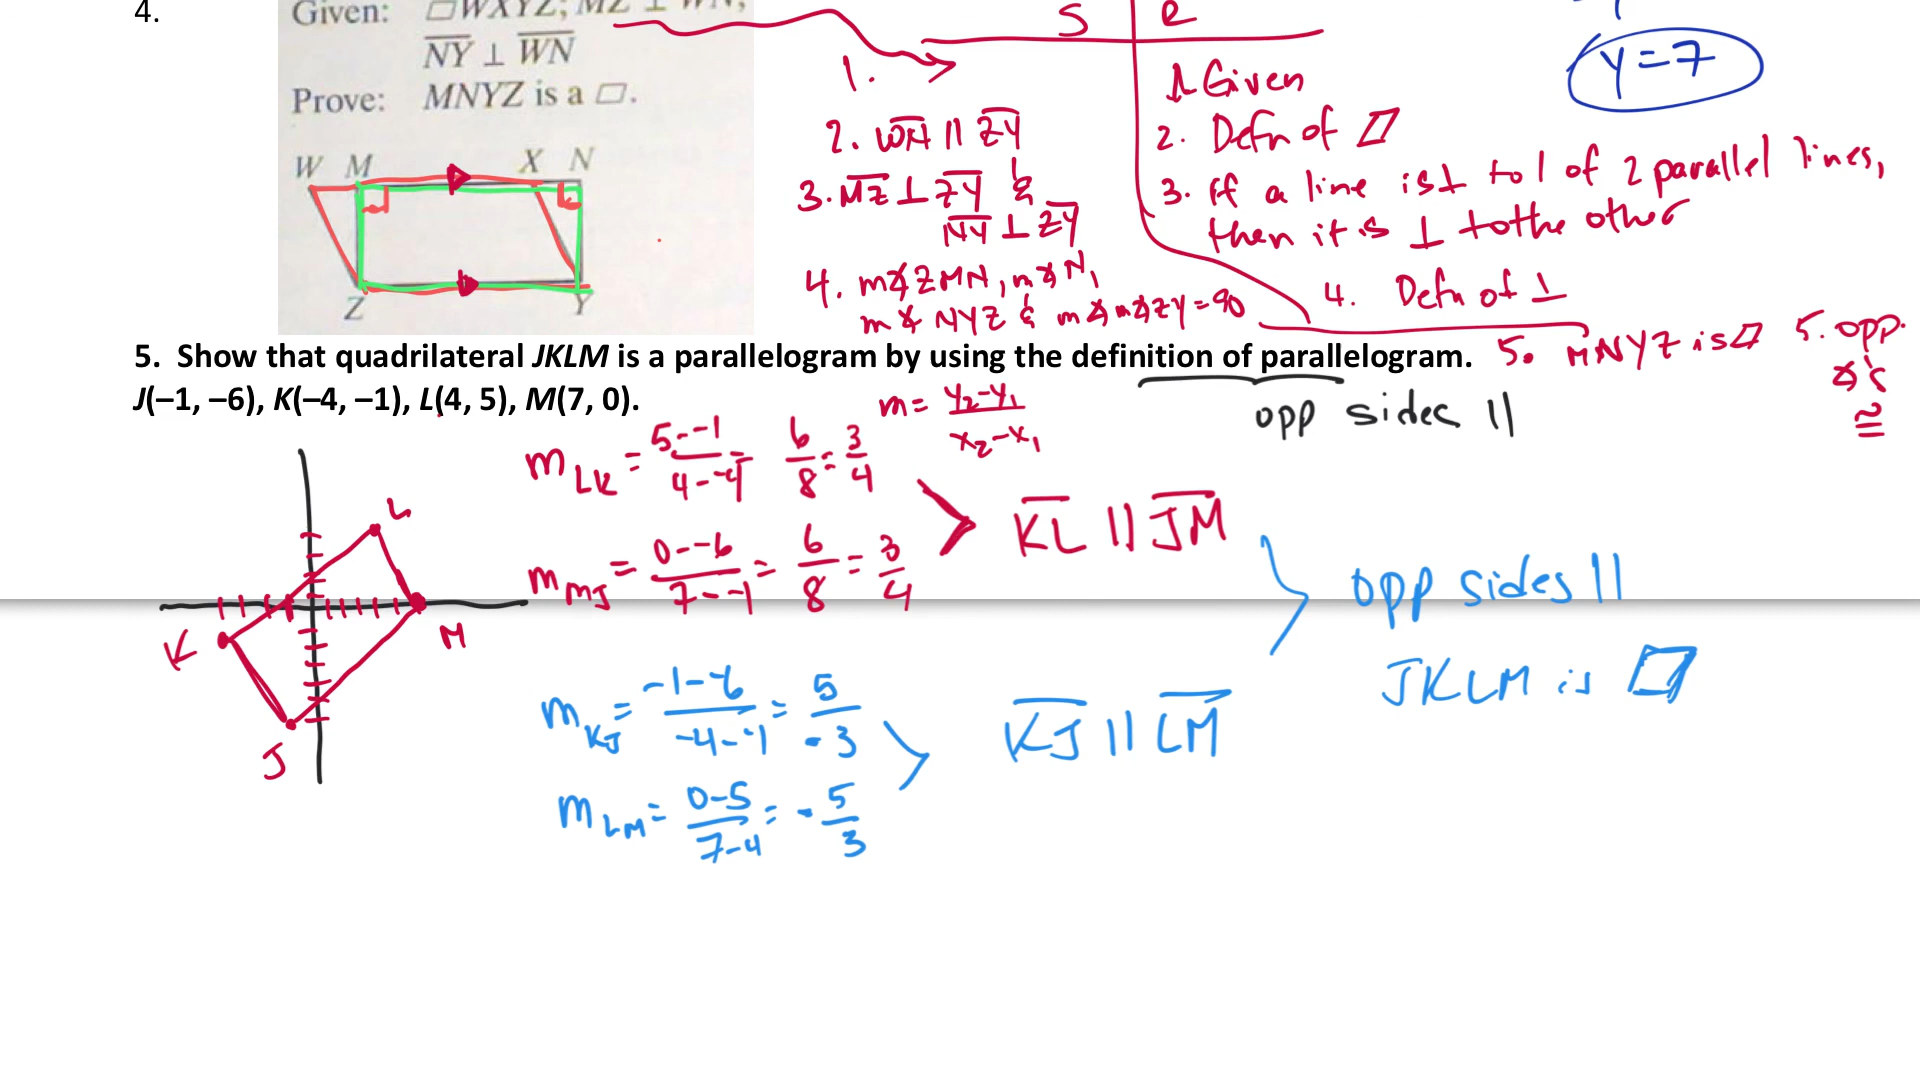 4.
Given: ▱WXYZ; MZ ⊥ WN;
NY ⊥ WN
Prove: MNYZ is a ▱.
W M X N
Z Y
S R
1.
1. Given
2. WN || ZY
2. Defn of ▱
3. MZ ⊥ ZY &
NY ⊥ ZY
3. If a line is ⊥ to 1 of 2 parallel lines,
then it is ⊥ to the other
4. m∡ZMN, m∡N,
m∡NYZ & m∡MZY = 90
4. Defn of ⊥
5. MNYZ is ▱
5. opp.
∡'s
≅
y = 7
5. Show that quadrilateral JKLM is a parallelogram by using the definition of parallelogram.
J(–1, –6), K(–4, –1), L(4, 5), M(7, 0).
m = y₂-y₁ / x₂-x₁
opp sides ||
m LK = 5--1 / 4--4 = 6/8 = 3/4
m MJ = 0--6 / 7--1 = 6/8 = 3/4
KL || JM
L
K
M
J
m KJ = -1--6 / -4--1 = 5/-3
m LM = 0-5 / 7-4 = -5/3
KJ || LM
opp sides ||
JKLM is ▱